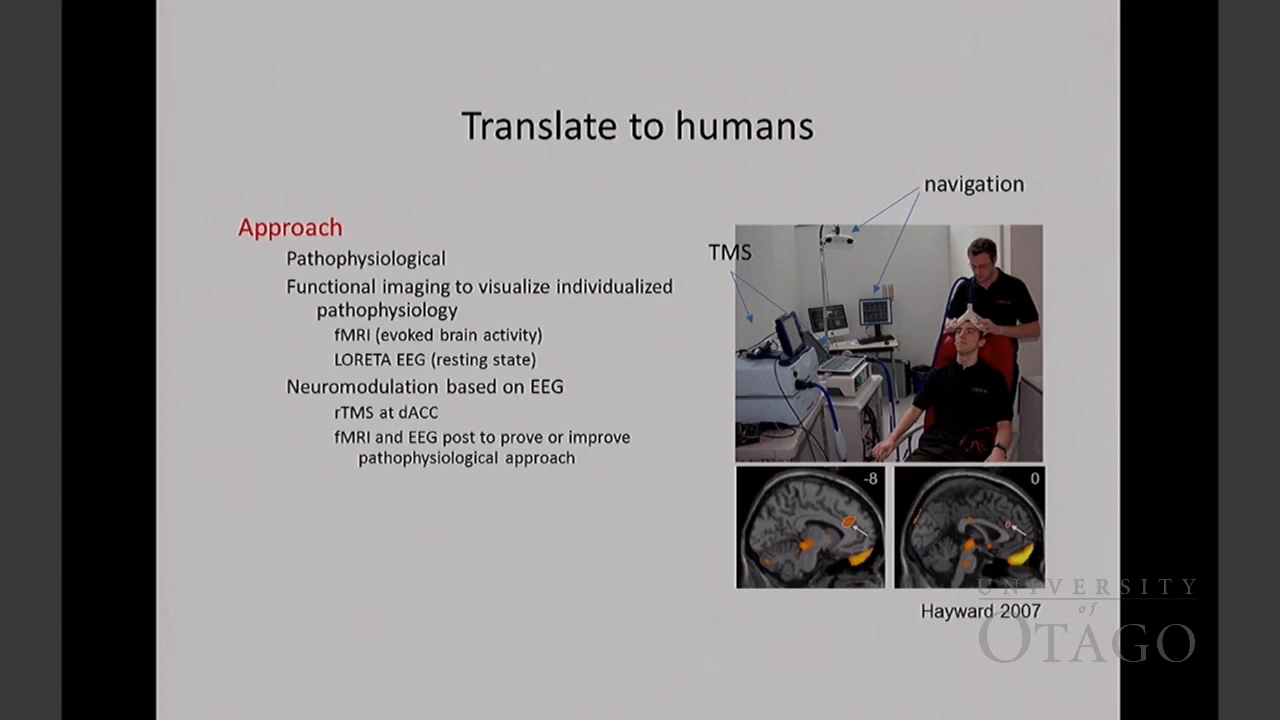 Translate to humans
navigation
Approach
TMS
Pathophysiological
Functional imaging to visualize individualized
pathophysiology
fMRI (evoked brain activity)
LORETA EEG (resting state)
Neuromodulation based on EEG
rTMS at dACC
fMRI and EEG post to prove or improve
pathophysiological approach
-8
0
Hayward 2007
UNIVERSITY
of
OTAGO